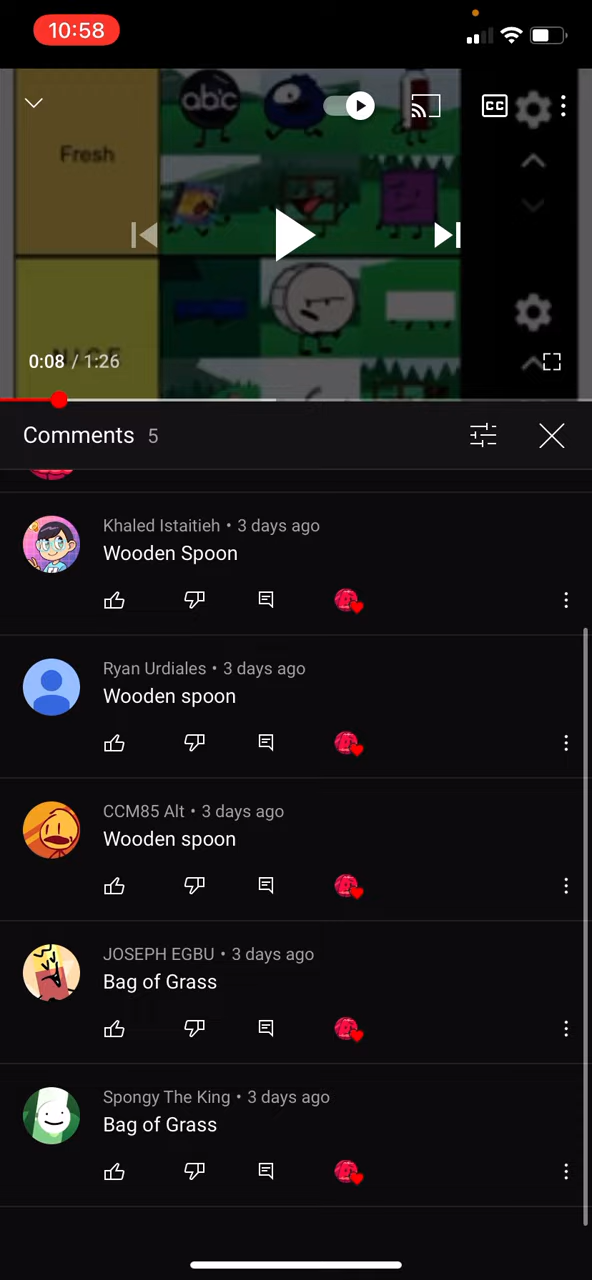 10:58
abc
CC
Fresh
NICE
0:08 / 1:26
Comments 5
Khaled Istaitieh • 3 days ago
Wooden Spoon
Ryan Urdiales • 3 days ago
Wooden spoon
CCM85 Alt • 3 days ago
Wooden spoon
JOSEPH EGBU • 3 days ago
Bag of Grass
Spongy The King • 3 days ago
Bag of Grass